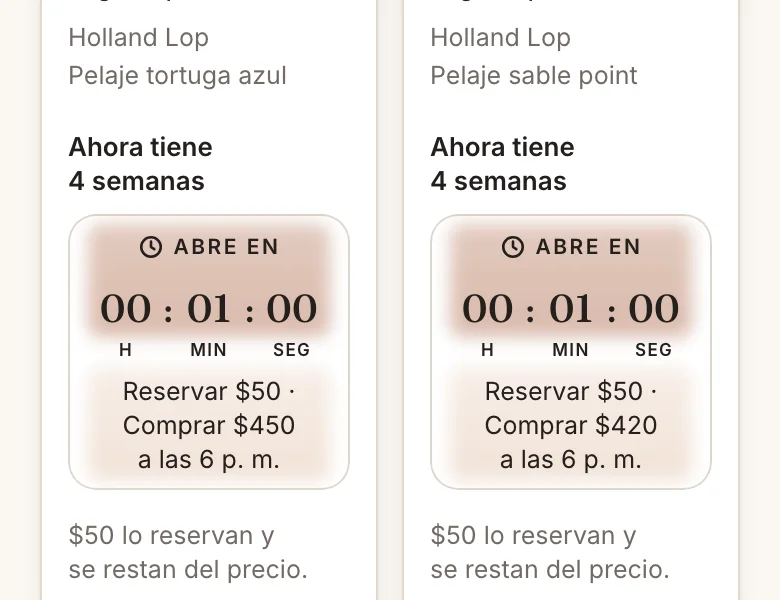 Holland Lop
Pelaje tortuga azul
Ahora tiene
4 semanas
ABRE EN
00 : 01 : 00
H MIN SEG
Reservar $50 ·
Comprar $450
a las 6 p. m.
$50 lo reservan y
se restan del precio.
Holland Lop
Pelaje sable point
Ahora tiene
4 semanas
ABRE EN
00 : 01 : 00
H MIN SEG
Reservar $50 ·
Comprar $420
a las 6 p. m.
$50 lo reservan y
se restan del precio.